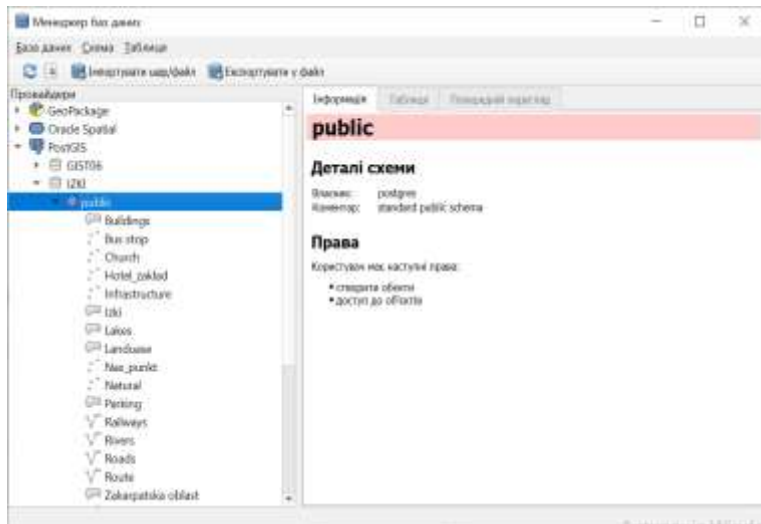 Менеджер баз даних
База даних Схема Таблиця
Імпортувати шар/файл Експортувати у файл
Провайдери
GeoPackage
Oracle Spatial
PostGIS
GIST06
IZKI
public
Buildings
Bus stop
Church
Hotel_zaklad
Infrastructure
Izki
Lakes
Landuase
Nas_punkt
Natural
Parking
Railways
Rivers
Roads
Route
Zakarpatska oblast
Інформація Таблиця Попередній перегляд
public
Деталі схеми
Власник: postgres
Коментар: standard public schema
Права
Користувач має наступні права:
створити обєкти
доступ до об'єктів